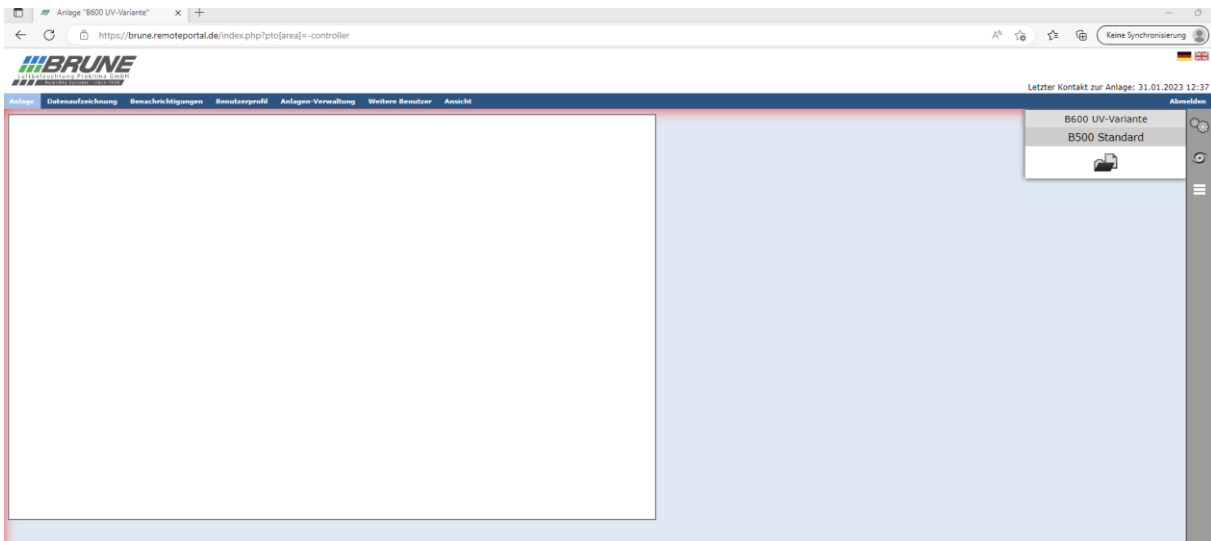 Anlage "B600 UV-Variante"
https://brune.remoteportal.de/index.php?pto[area]=-controller
Keine Synchronisierung
BRUNE
Luftbefeuchtung Proklima GmbH
Letzter Kontakt zur Anlage: 31.01.2023 12:37
Anlage Datenaufzeichnung Benachrichtigungen Benutzerprofil Anlagen-Verwaltung Weitere Benutzer Ansicht Abmelden
B600 UV-Variante
B500 Standard